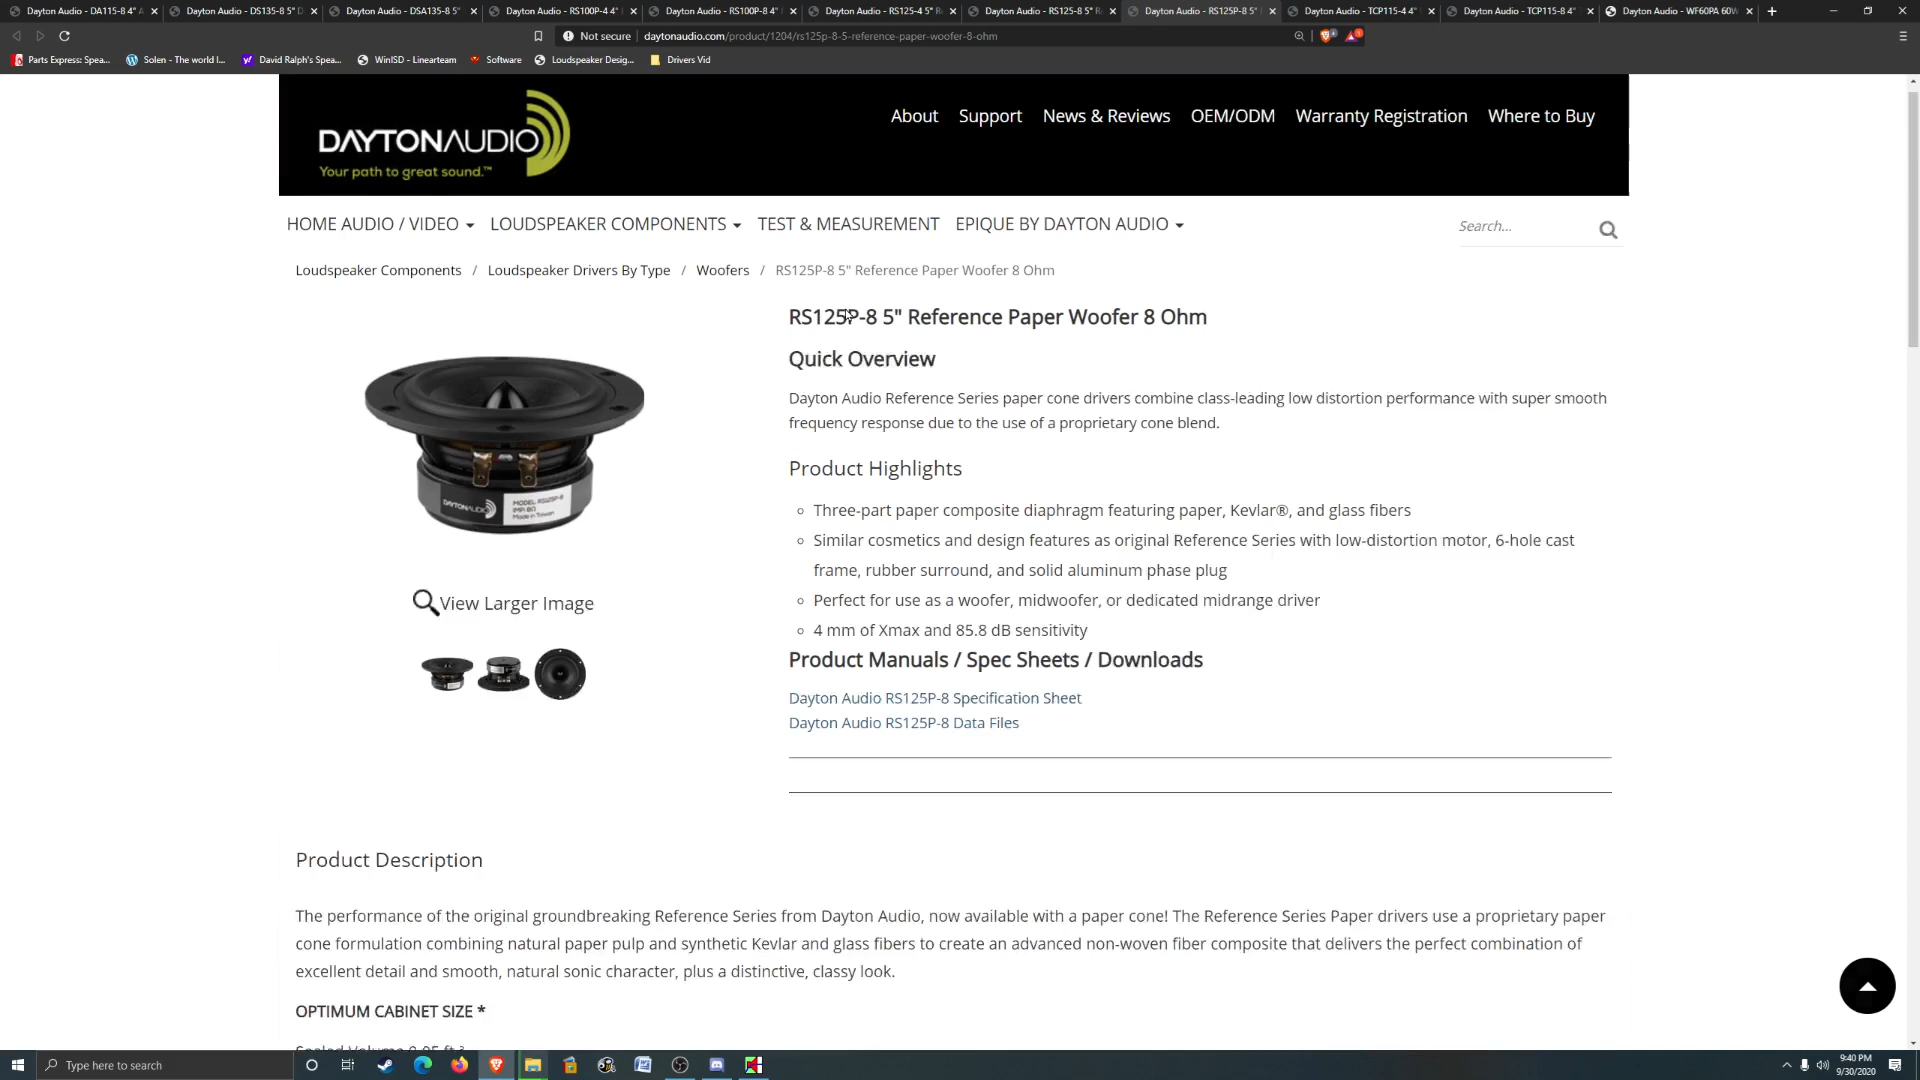 Dayton Audio - DA115-8 4" A
Dayton Audio - DS135-8 5" D
Dayton Audio - DSA135-8 5"
Dayton Audio - RS100P-4 4"
Dayton Audio - RS100P-8 4"
Dayton Audio - RS125-4 5" R
Dayton Audio - RS125-8 5" R
Dayton Audio - RS125P-8 5"
Dayton Audio - TCP115-4 4"
Dayton Audio - TCP115-8 4"
Dayton Audio - WF60PA 60W
Not secure daytonaudio.com/product/1204/rs125p-8-5-reference-paper-woofer-8-ohm
Parts Express: Spea... Solen - The world l... David Ralph's Spea... WinISD - Linearteam Software Loudspeaker Desig... Drivers Vid
DAYTONAUDIO
Your path to great sound.™
About Support News & Reviews OEM/ODM Warranty Registration Where to Buy
HOME AUDIO / VIDEO LOUDSPEAKER COMPONENTS TEST & MEASUREMENT EPIQUE BY DAYTON AUDIO Search...
Loudspeaker Components / Loudspeaker Drivers By Type / Woofers / RS125P-8 5" Reference Paper Woofer 8 Ohm
RS125P-8 5" Reference Paper Woofer 8 Ohm
Quick Overview
Dayton Audio Reference Series paper cone drivers combine class-leading low distortion performance with super smooth
frequency response due to the use of a proprietary cone blend.
Product Highlights
Three-part paper composite diaphragm featuring paper, Kevlar®, and glass fibers
Similar cosmetics and design features as original Reference Series with low-distortion motor, 6-hole cast
frame, rubber surround, and solid aluminum phase plug
Perfect for use as a woofer, midwoofer, or dedicated midrange driver
4 mm of Xmax and 85.8 dB sensitivity
DAYTONAUDIO
MODEL: RS125P-8
IMP: 8Ω
Made in Taiwan
View Larger Image
Product Manuals / Spec Sheets / Downloads
Dayton Audio RS125P-8 Specification Sheet
Dayton Audio RS125P-8 Data Files
Product Description
The performance of the original groundbreaking Reference Series from Dayton Audio, now available with a paper cone! The Reference Series Paper drivers use a proprietary paper
cone formulation combining natural paper pulp and synthetic Kevlar and glass fibers to create an advanced non-woven fiber composite that delivers the perfect combination of
excellent detail and smooth, natural sonic character, plus a distinctive, classy look.
OPTIMUM CABINET SIZE *
Sealed Volume 0.05 ft ³
Type here to search
9:40 PM
9/30/2020